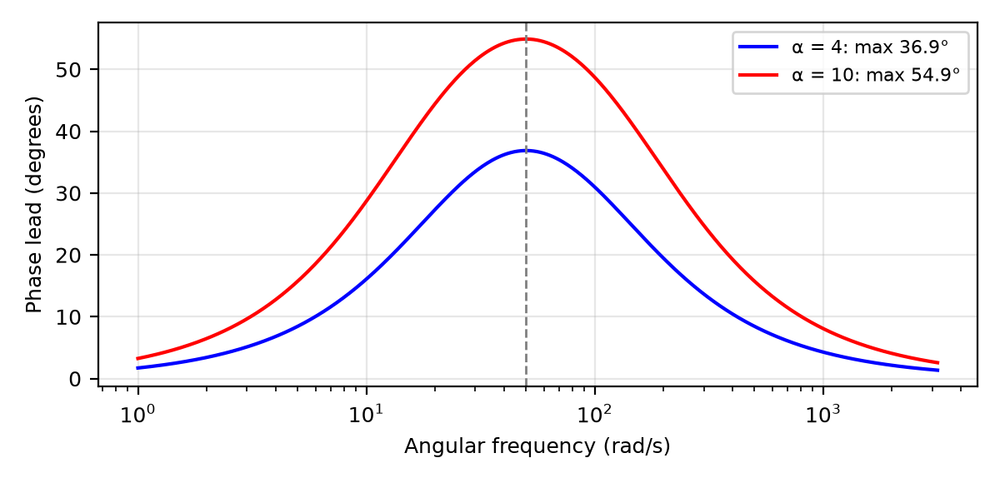 α = 4: max 36.9°
α = 10: max 54.9°
Phase lead (degrees)
50
40
30
20
10
0
10⁰
10¹
10²
10³
Angular frequency (rad/s)